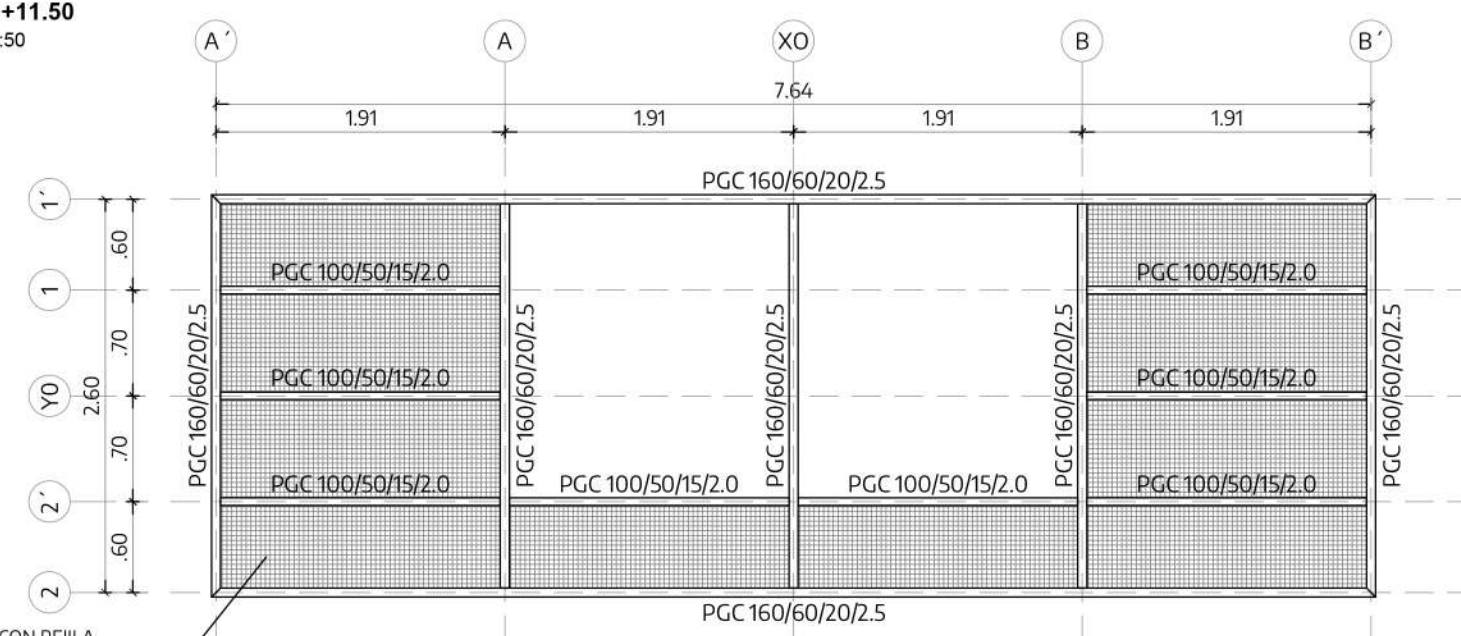 +11.50
:50
A´ A XO B B´
7.64
1.91 1.91 1.91 1.91
PGC 160/60/20/2.5
1´
.60
PGC 100/50/15/2.0 PGC 100/50/15/2.0
1
PGC 160/60/20/2.5 PGC 160/60/20/2.5 PGC 160/60/20/2.5 PGC 160/60/20/2.5 PGC 160/60/20/2.5
.70
PGC 100/50/15/2.0 PGC 100/50/15/2.0
YO
2.60
.70
PGC 100/50/15/2.0 PGC 100/50/15/2.0 PGC 100/50/15/2.0 PGC 100/50/15/2.0
2´
.60
2
PGC 160/60/20/2.5
CON REJILLA